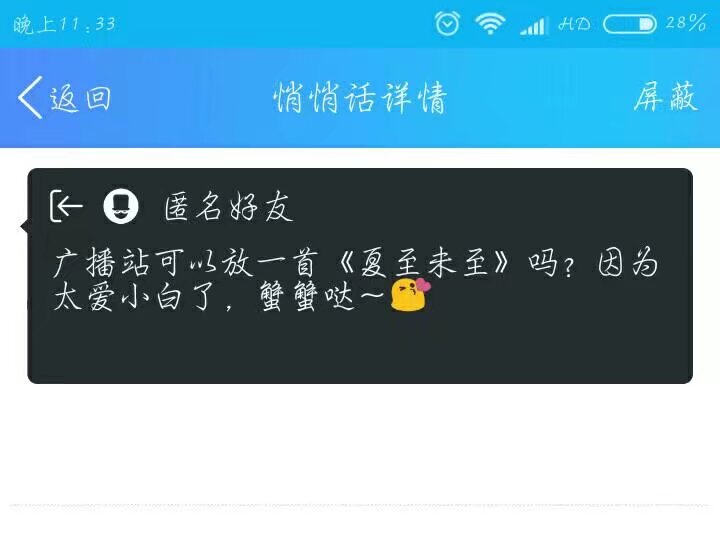 晚上11:33 HD 28%
返回 悄悄话详情 屏蔽
匿名好友
广播站可以放一首《夏至未至》吗？因为
太爱小白了，蟹蟹哒～😘